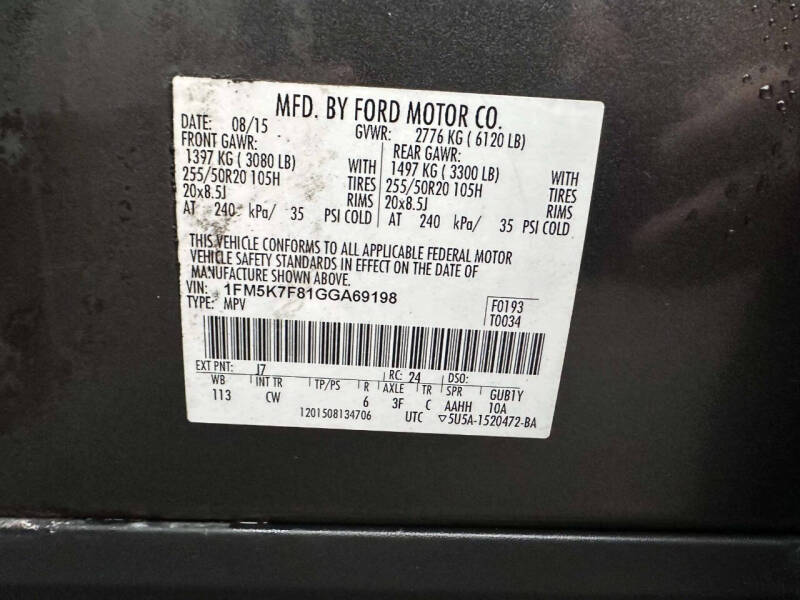 MFD. BY FORD MOTOR CO.
DATE: 08/15 GVWR: 2776 KG ( 6120 LB)
FRONT GAWR: REAR GAWR:
1397 KG ( 3080 LB) WITH 1497 KG ( 3300 LB) WITH
255/50R20 105H TIRES 255/50R20 105H TIRES
20x8.5J RIMS 20x8.5J RIMS
AT 240 kPa/ 35 PSI COLD AT 240 kPa/ 35 PSI COLD
THIS VEHICLE CONFORMS TO ALL APPLICABLE FEDERAL MOTOR
VEHICLE SAFETY STANDARDS IN EFFECT ON THE DATE OF
MANUFACTURE SHOWN ABOVE.
VIN: 1FM5K7F81GGA69198 F0193
TYPE: MPV T0034
EXT PNT: J7 RC: 24 DSO:
WB INT TR TP/PS R AXLE TR SPR GUB1Y
113 CW 6 3F C AAHH 10A
1201508134706 UTC ▽5U5A-1520472-BA